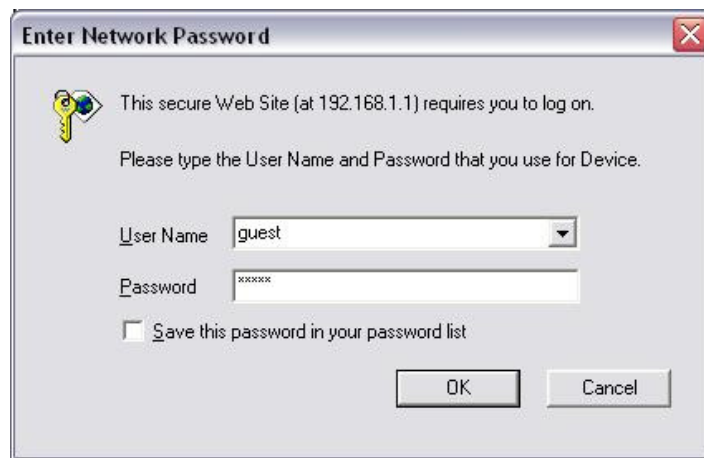 Enter Network Password
This secure Web Site (at 192.168.1.1) requires you to log on.
Please type the User Name and Password that you use for Device.
User Name guest
Password xxxxx
Save this password in your password list
OK Cancel